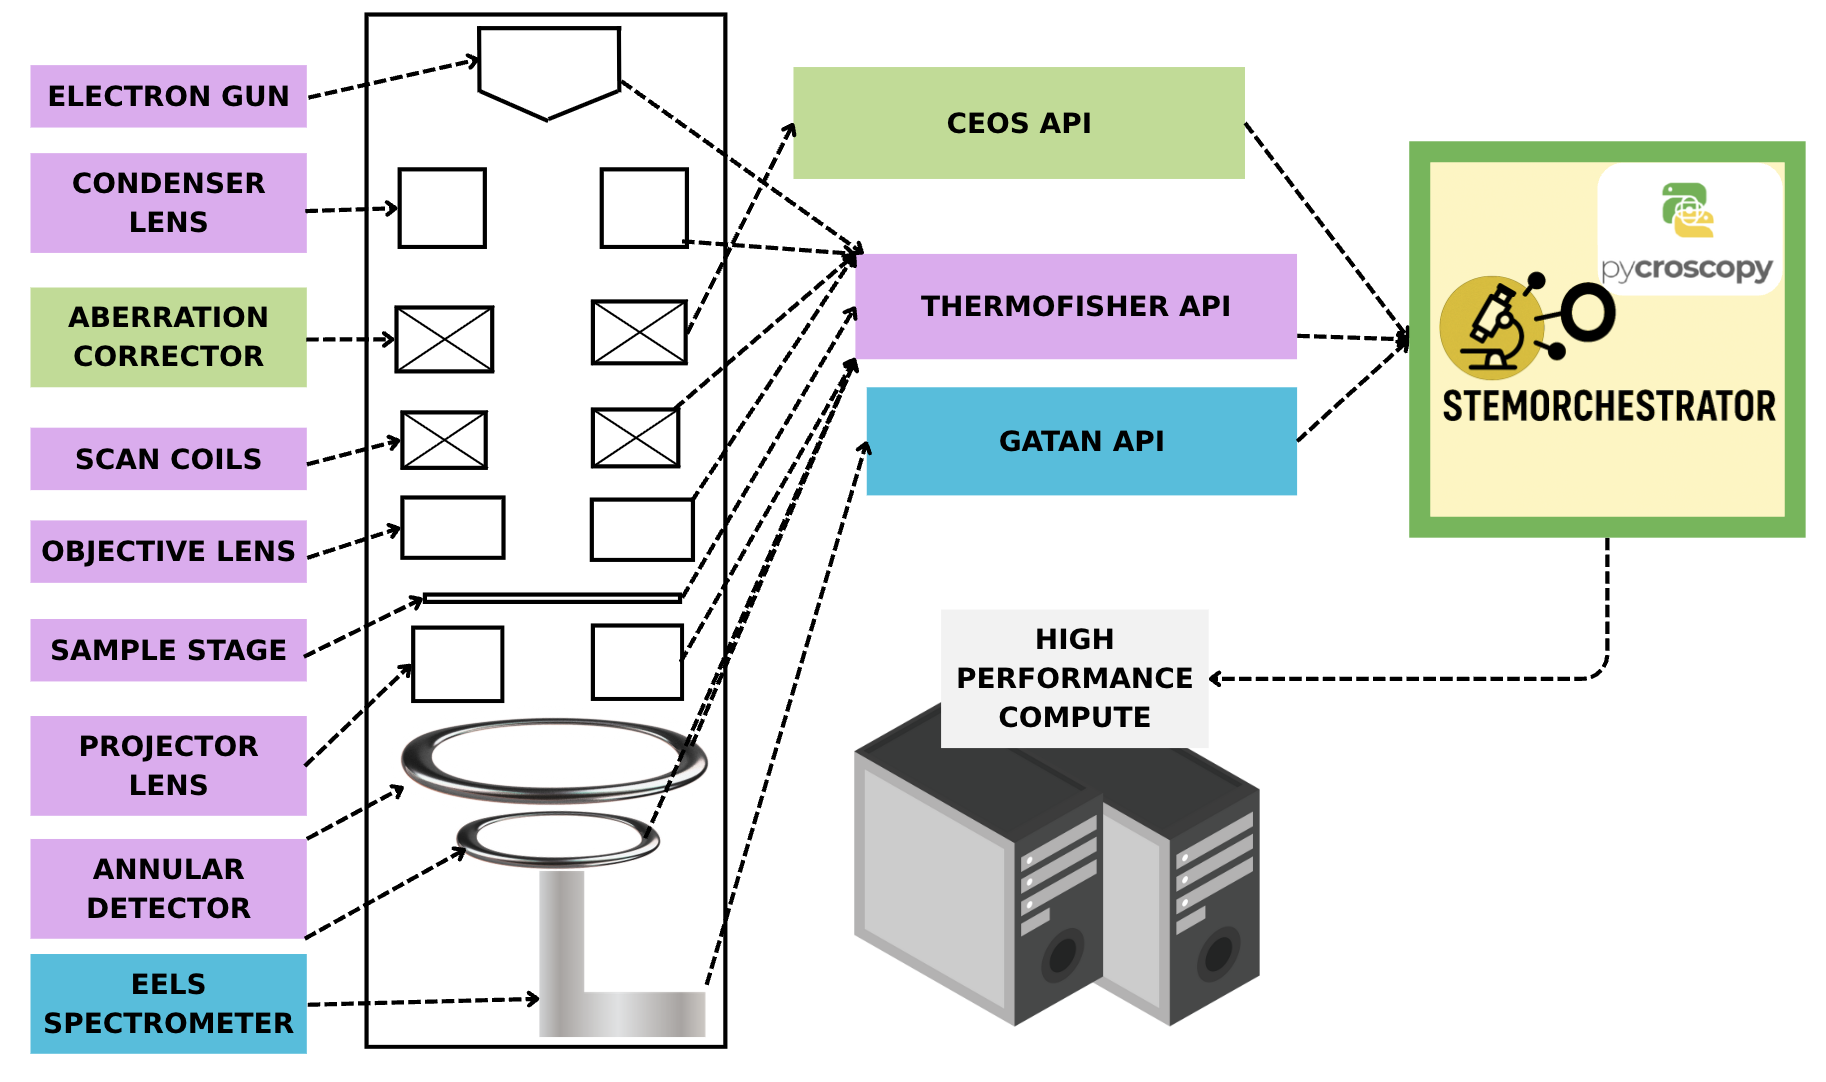 ELECTRON GUN
CONDENSER
LENS
ABERRATION
CORRECTOR
SCAN COILS
OBJECTIVE LENS
SAMPLE STAGE
PROJECTOR
LENS
ANNULAR
DETECTOR
EELS
SPECTROMETER
CEOS API
THERMOFISHER API
GATAN API
pycroscopy
STEMORCHESTRATOR
HIGH
PERFORMANCE
COMPUTE